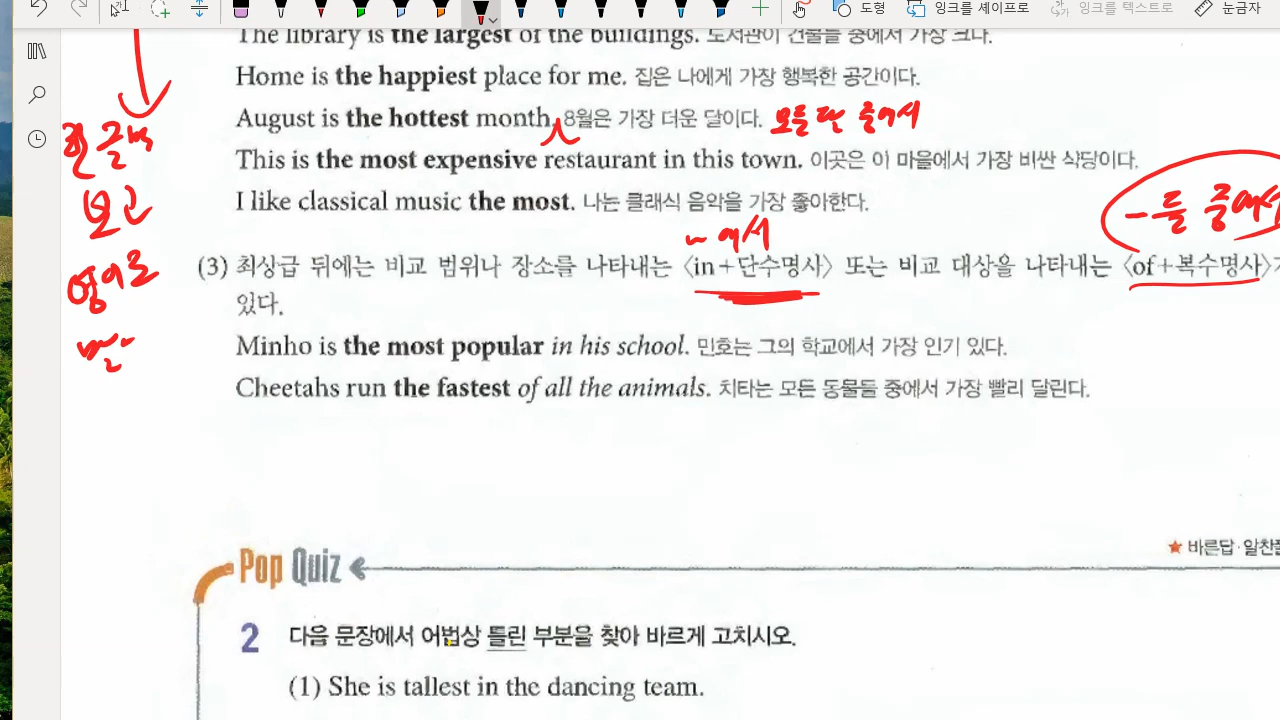 도형
잉크를 셰이프로
잉크를 텍스트로
눈금자
The library is the largest of the buildings. 도서관이 건물들 중에서 가장 크다.
Home is the happiest place for me. 집은 나에게 가장 행복한 공간이다.
August is the hottest month. 8월은 가장 더운 달이다. 모든 달 중에서
This is the most expensive restaurant in this town. 이곳은 이 마을에서 가장 비싼 식당이다.
I like classical music the most. 나는 클래식 음악을 가장 좋아한다.
~에서
-들 중에서
(3) 최상급 뒤에는 비교 범위나 장소를 나타내는 〈in+단수명사〉 또는 비교 대상을 나타내는 〈of+복수명사〉가
있다.
Minho is the most popular in his school. 민호는 그의 학교에서 가장 인기 있다.
Cheetahs run the fastest of all the animals. 치타는 모든 동물들 중에서 가장 빨리 달린다.
보고
영어로
Pop Quiz
바른답·알찬풀
2 다음 문장에서 어법상 틀린 부분을 찾아 바르게 고치시오.
(1) She is tallest in the dancing team.